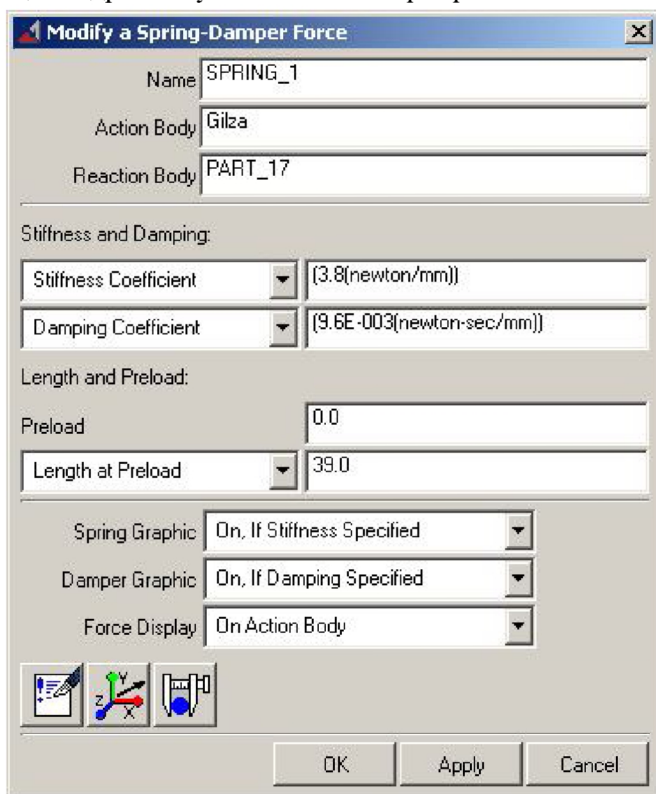 Modify a Spring-Damper Force
Name SPRING_1
Action Body Gilza
Reaction Body PART_17
Stiffness and Damping:
Stiffness Coefficient (3.8(newton/mm))
Damping Coefficient (9.6E-003(newton-sec/mm))
Length and Preload:
Preload 0.0
Length at Preload 39.0
Spring Graphic On, If Stiffness Specified
Damper Graphic On, If Damping Specified
Force Display On Action Body
Z Y X
OK Apply Cancel